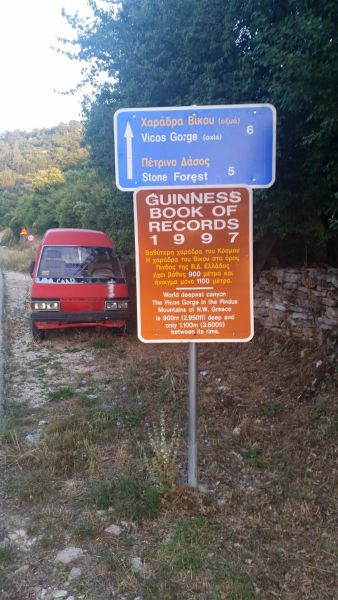 Χαράδρα Βίκου (οξυά)
Vicos Gorge (oxia) 6
Πέτρινο Δάσος
Stone Forest 5
GUINNESS
BOOK OF
RECORDS
1997
Βαθύτερη χαράδρα του Κόσμου
Η χαράδρα του Βίκου στο όρος
Πίνδος της Β.Δ. Ελλάδος
έχει βάθος 900 μέτρα και
άνοιγμα μόνο 1100 μέτρα.
World deepest canyon
The Vicos Gorge in the Pindus
Mountains of N.W. Greece
is 900m (2.950ft) deep and
only 1.100m (3.600ft)
between its rims.